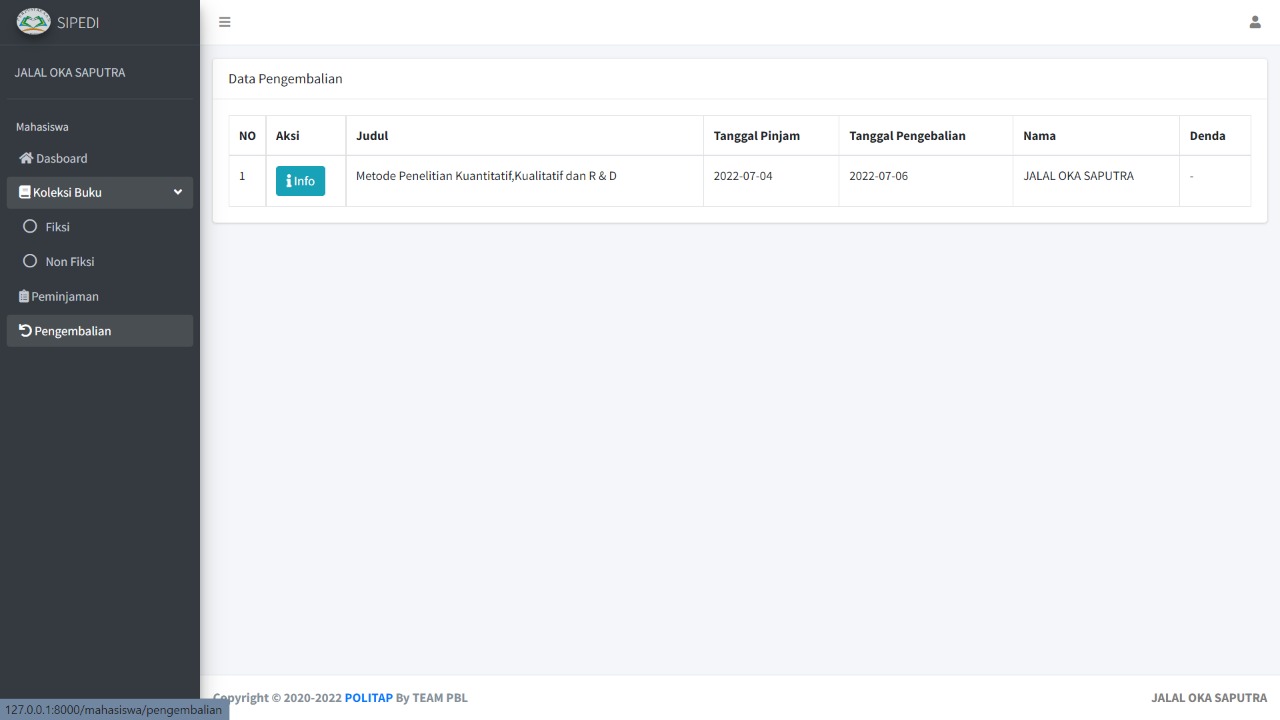 SIPEDI
JALAL OKA SAPUTRA
Mahasiswa
Dasboard
Koleksi Buku
Fiksi
Non Fiksi
Peminjaman
Pengembalian
Data Pengembalian
NO Aksi Judul Tanggal Pinjam Tanggal Pengebalian Nama Denda
1 Info Metode Penelitian Kuantitatif,Kualitatif dan R & D 2022-07-04 2022-07-06 JALAL OKA SAPUTRA -
Copyright © 2020-2022 POLITAP By TEAM PBL JALAL OKA SAPUTRA
127.0.0.1:8000/mahasiswa/pengembalian